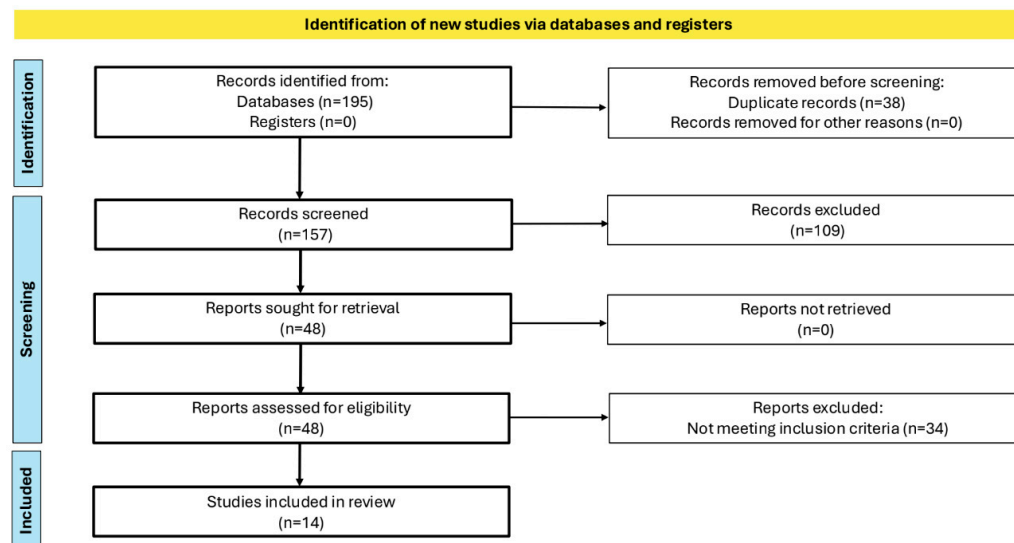 Identification of new studies via databases and registers
Identification
Records identified from:
Databases (n=195)
Registers (n=0)
Records removed before screening:
Duplicate records (n=38)
Records removed for other reasons (n=0)
Screening
Records screened
(n=157)
Records excluded
(n=109)
Reports sought for retrieval
(n=48)
Reports not retrieved
(n=0)
Reports assessed for eligibility
(n=48)
Reports excluded:
Not meeting inclusion criteria (n=34)
Included
Studies included in review
(n=14)